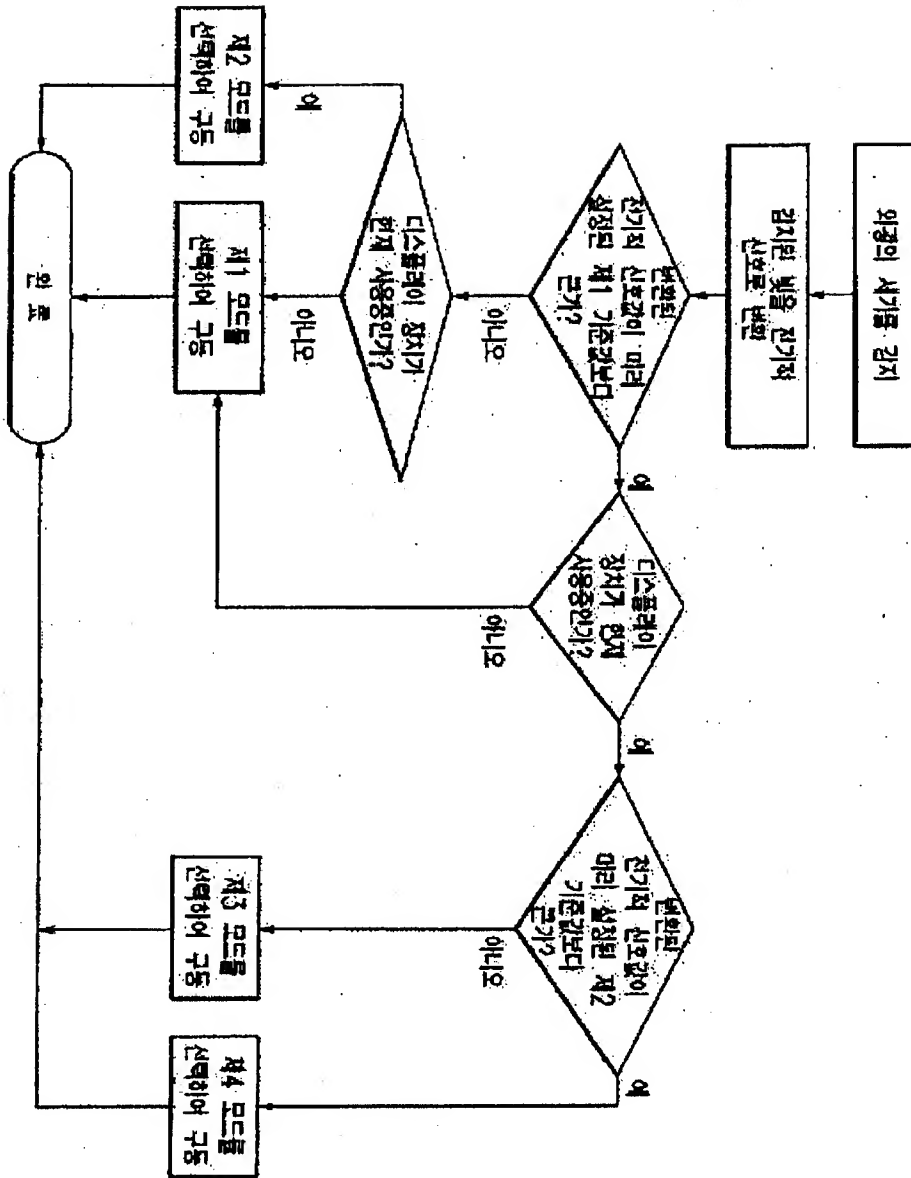 외광의 세기를 감지
감지된 빛을 전기적
신호로 변환
변환된
전기적 신호값이 미리
설정된 제1 기준값보다
큰가?
예
아니오
디스플레이 장치가
현재 사용중인가?
예
아니오
제2 모드를
선택하여 구동
제1 모드를
선택하여 구동
디스플레이
장치가 현재
사용중인가?
예
아니오
변환된
전기적 신호값이
미리 설정된 제2
기준값보다
큰가?
아니오
예
제3 모드를
선택하여 구동
제4 모드를
선택하여 구동
완료